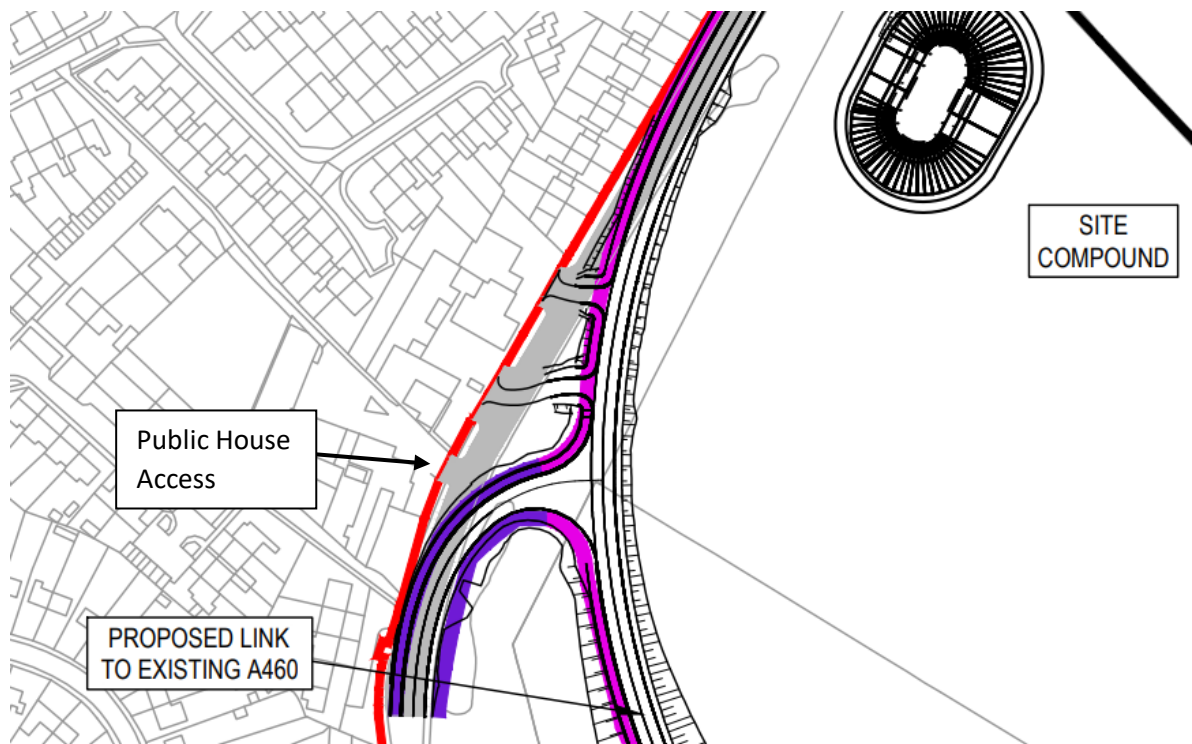 SITE
COMPOUND
Public House
Access
PROPOSED LINK
TO EXISTING A460